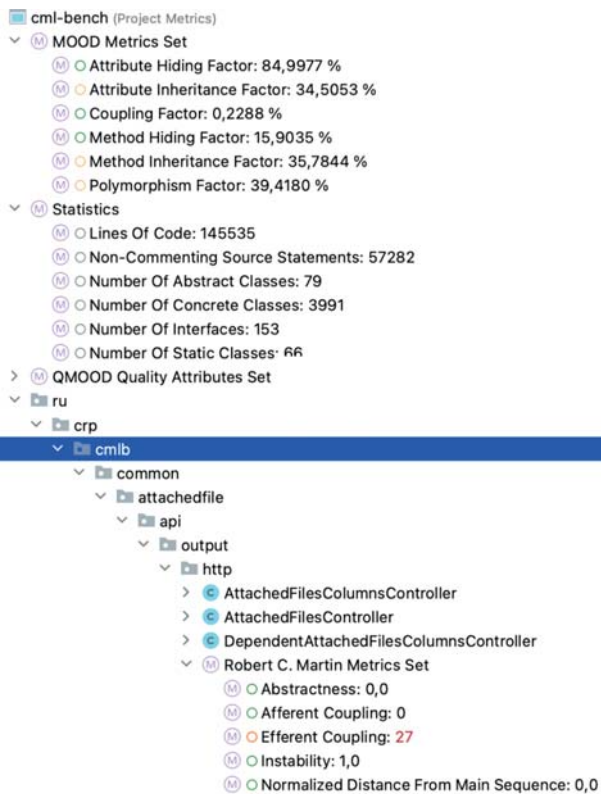 cml-bench (Project Metrics)
MOOD Metrics Set
Attribute Hiding Factor: 84,9977 %
Attribute Inheritance Factor: 34,5053 %
Coupling Factor: 0,2288 %
Method Hiding Factor: 15,9035 %
Method Inheritance Factor: 35,7844 %
Polymorphism Factor: 39,4180 %
Statistics
Lines Of Code: 145535
Non-Commenting Source Statements: 57282
Number Of Abstract Classes: 79
Number Of Concrete Classes: 3991
Number Of Interfaces: 153
Number Of Static Classes: 66
QMOOD Quality Attributes Set
ru
crp
cmlb
common
attachedfile
api
output
http
AttachedFilesColumnsController
AttachedFilesController
DependentAttachedFilesColumnsController
Robert C. Martin Metrics Set
Abstractness: 0,0
Afferent Coupling: 0
Efferent Coupling: 27
Instability: 1,0
Normalized Distance From Main Sequence: 0,0